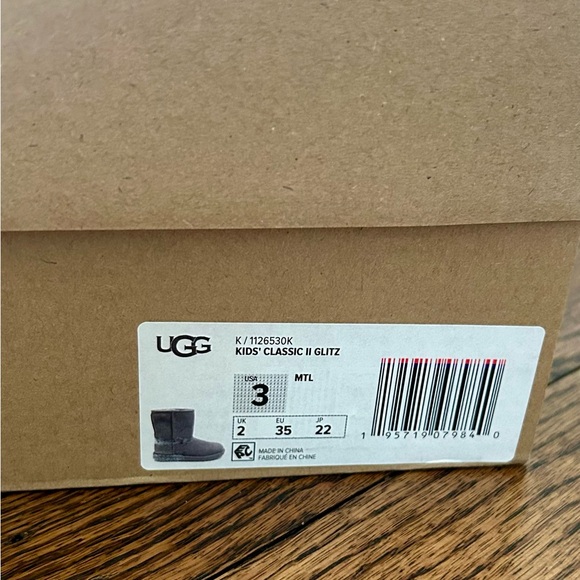 UGG
K / 1126530K
KIDS' CLASSIC II GLITZ
USA
3
MTL
UK EU JP
2 35 22
MADE IN CHINA
FABRIQUÉ EN CHINE
1 95719 07984 0